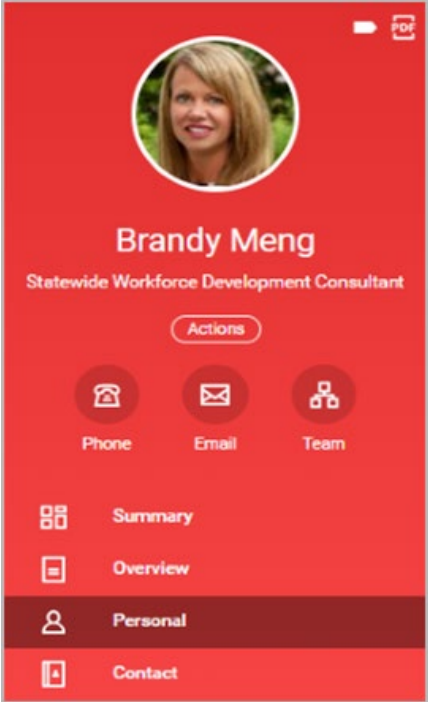 PDF
Brandy Meng
Statewide Workforce Development Consultant
Actions
Phone Email Team
Summary
Overview
Personal
Contact